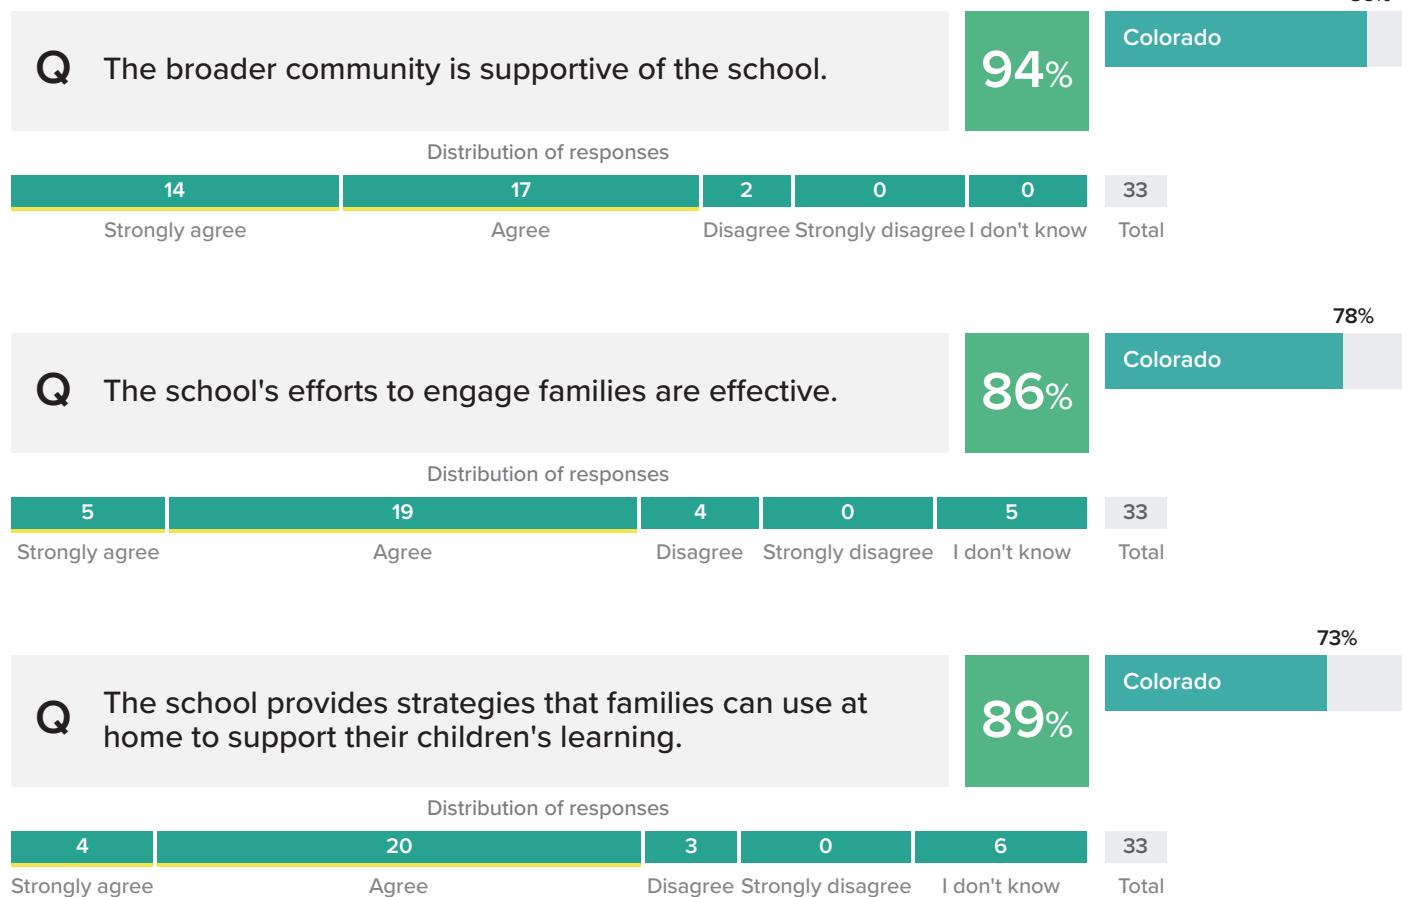 Q The broader community is supportive of the school. 94% Colorado
Distribution of responses
14 17 2 0 0 33
Strongly agree Agree Disagree Strongly disagree I don't know Total
78%
Q The school's efforts to engage families are effective. 86% Colorado
Distribution of responses
5 19 4 0 5 33
Strongly agree Agree Disagree Strongly disagree I don't know Total
73%
Q The school provides strategies that families can use at
home to support their children's learning. 89% Colorado
Distribution of responses
4 20 3 0 6 33
Strongly agree Agree Disagree Strongly disagree I don't know Total